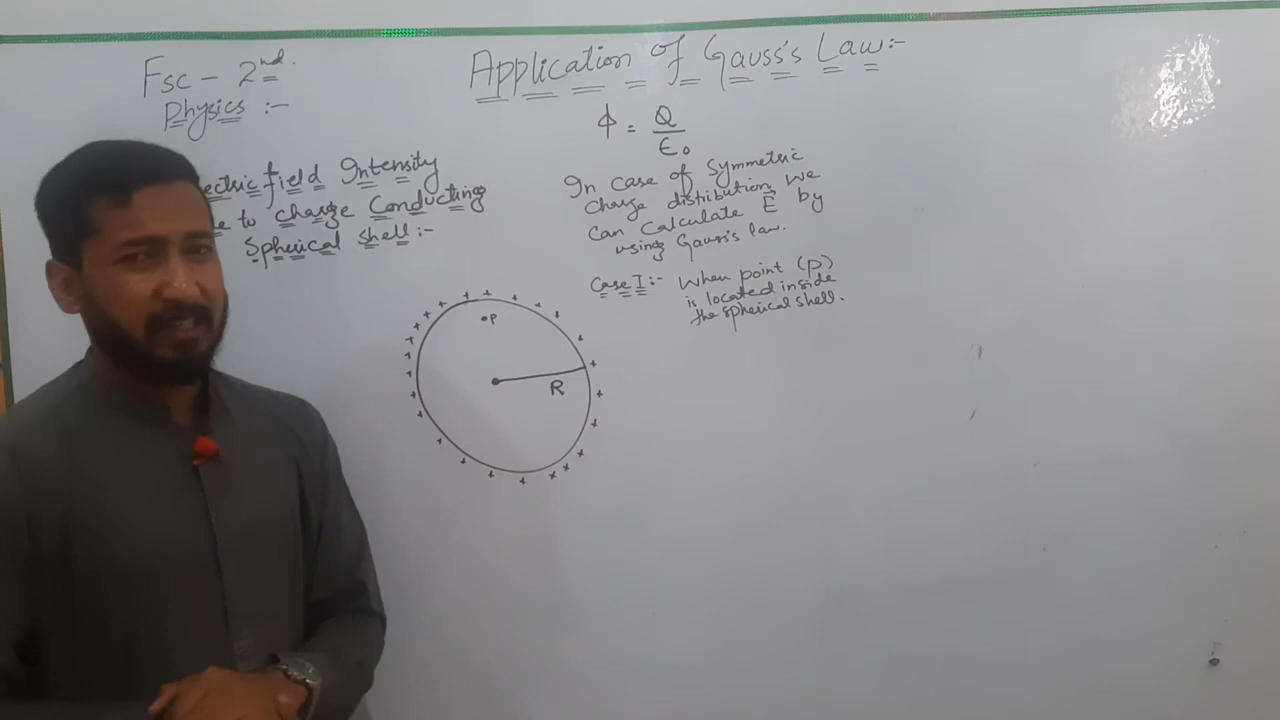 Fsc - 2nd.
Physics :-
Application of Gauss's Law:-
ϕ = Q/ϵ₀
Field Intensity
to charge Conducting
Spherical Shell:-
In case of Symmetric
charge distribution, we
can calculate E by
using Gauss's law.
Case I:- when point (p)
is located inside
the spherical shell.
P
R